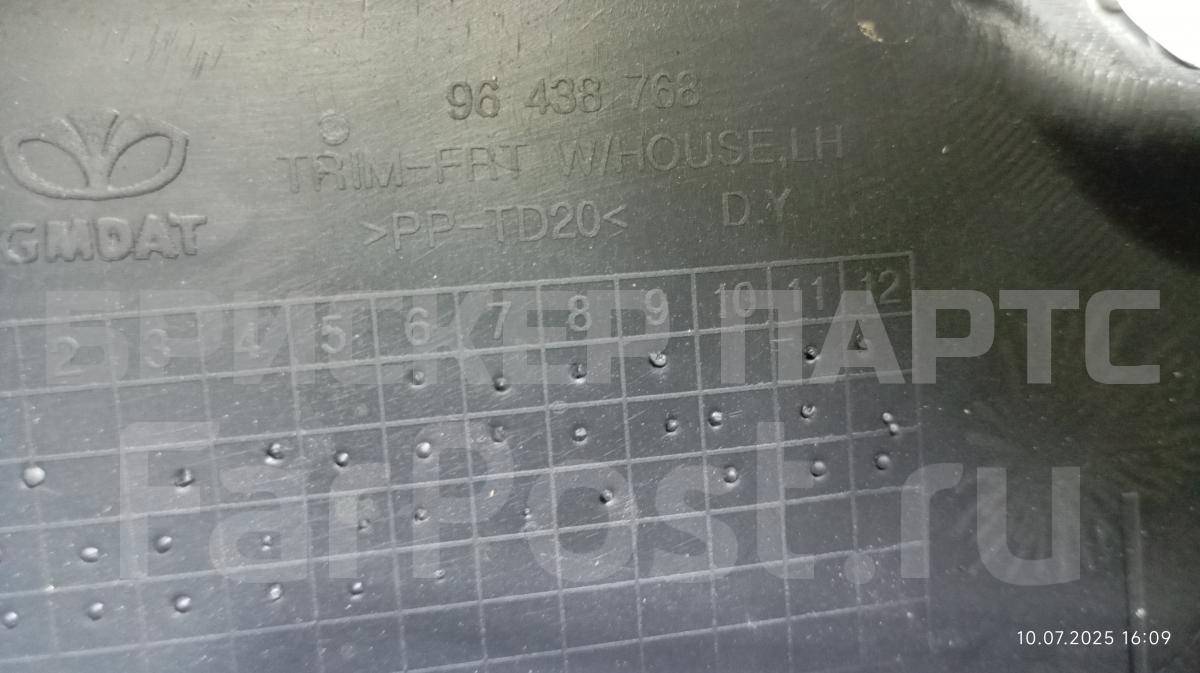 96 438 768
TRIM-FRT W/HOUSE,LH
GMDAT
>PP-TD20< D.Y
2 3 4 5 6 7 8 9 10 11 12
БРИСКЕР ПАРТС
FarPost.ru
10.07.2025 16:09